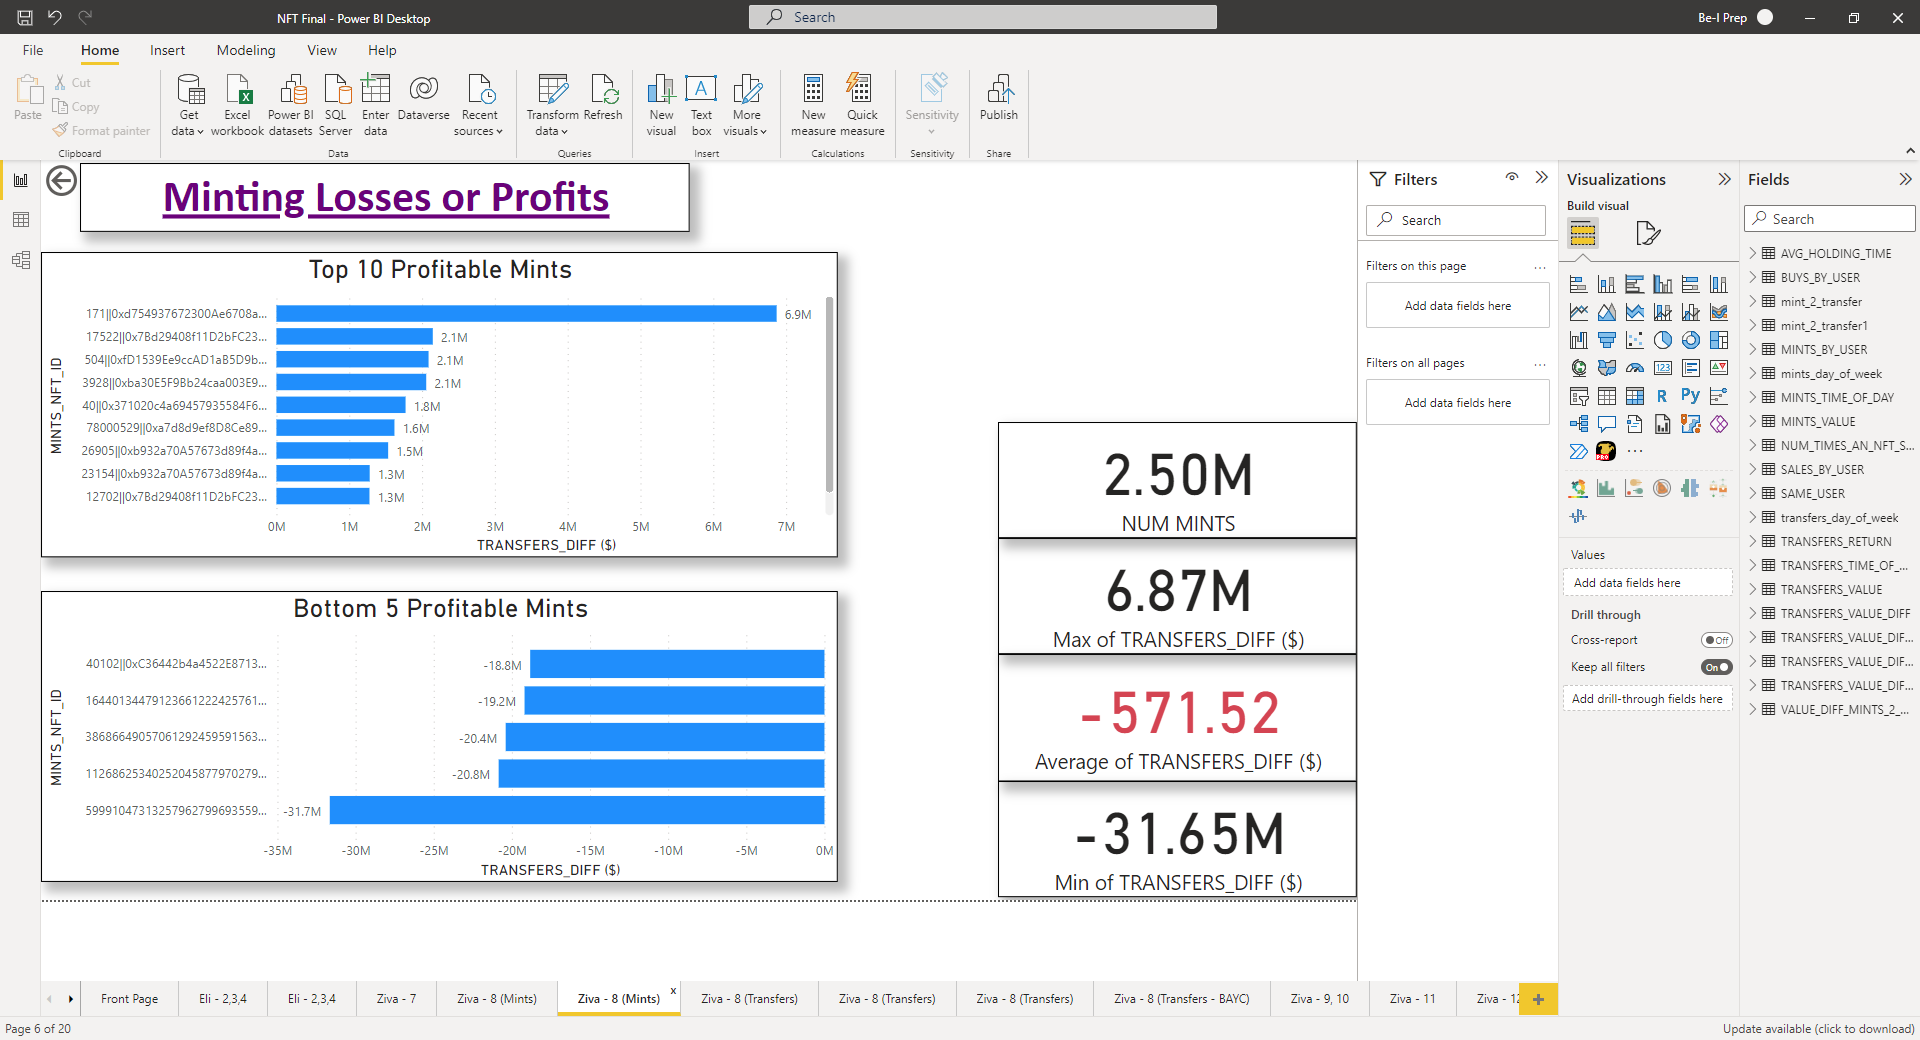 NFT Final - Power BI Desktop
Search
Be-I Prep
File
Home
Insert
Modeling
View
Help
Paste
Cut
Copy
Format painter
Clipboard
Get data
Excel workbook
Power BI datasets
SQL Server
Enter data
Dataverse
Recent sources
Data
Transform data
Refresh
Queries
New visual
A
Text box
More visuals
Insert
New measure
Quick measure
Calculations
Sensitivity
Sensitivity
Publish
Share
Minting Losses or Profits
Top 10 Profitable Mints
MINTS_NFT_ID
171||0xd754937672300Ae6708a... 6.9M
17522||0x7Bd29408f11D2bFC23... 2.1M
504||0xfD1539Ee9ccAD1aB5D9b... 2.1M
3928||0xba30E5F9Bb24caa003E9... 2.1M
40||0x371020c4a69457935584F6... 1.8M
78000529||0xa7d8d9ef8D8Ce89... 1.6M
26905||0xb932a70A57673d89f4a... 1.5M
23154||0xb932a70A57673d89f4a... 1.3M
12702||0x7Bd29408f11D2bFC23... 1.3M
0M 1M 2M 3M 4M 5M 6M 7M
TRANSFERS_DIFF ($)
Bottom 5 Profitable Mints
MINTS_NFT_ID
40102||0xC36442b4a4522E8713... -18.8M
16440134479123661222425761... -19.2M
38686649057061292459591563... -20.4M
11268625340252045877970279... -20.8M
59991047313257962799693559... -31.7M
-35M -30M -25M -20M -15M -10M -5M 0M
TRANSFERS_DIFF ($)
2.50M
NUM MINTS
6.87M
Max of TRANSFERS_DIFF ($)
-571.52
Average of TRANSFERS_DIFF ($)
-31.65M
Min of TRANSFERS_DIFF ($)
Filters
Search
Filters on this page ...
Add data fields here
Filters on all pages ...
Add data fields here
Visualizations
Build visual
123
R
Py
PRO
...
Values
Add data fields here
Drill through
Cross-report Off
Keep all filters On
Add drill-through fields here
Fields
Search
AVG_HOLDING_TIME
BUYS_BY_USER
mint_2_transfer
mint_2_transfer1
MINTS_BY_USER
mints_day_of_week
MINTS_TIME_OF_DAY
MINTS_VALUE
NUM_TIMES_AN_NFT_S...
SALES_BY_USER
SAME_USER
transfers_day_of_week
TRANSFERS_RETURN
TRANSFERS_TIME_OF_...
TRANSFERS_VALUE
TRANSFERS_VALUE_DIFF
TRANSFERS_VALUE_DIF...
TRANSFERS_VALUE_DIF...
TRANSFERS_VALUE_DIF...
VALUE_DIFF_MINTS_2_...
Front Page
Eli - 2,3,4
Eli - 2,3,4
Ziva - 7
Ziva - 8 (Mints)
Ziva - 8 (Mints) x
Ziva - 8 (Transfers)
Ziva - 8 (Transfers)
Ziva - 8 (Transfers)
Ziva - 8 (Transfers - BAYC)
Ziva - 9, 10
Ziva - 11
Ziva - 12
+
Page 6 of 20
Update available (click to download)